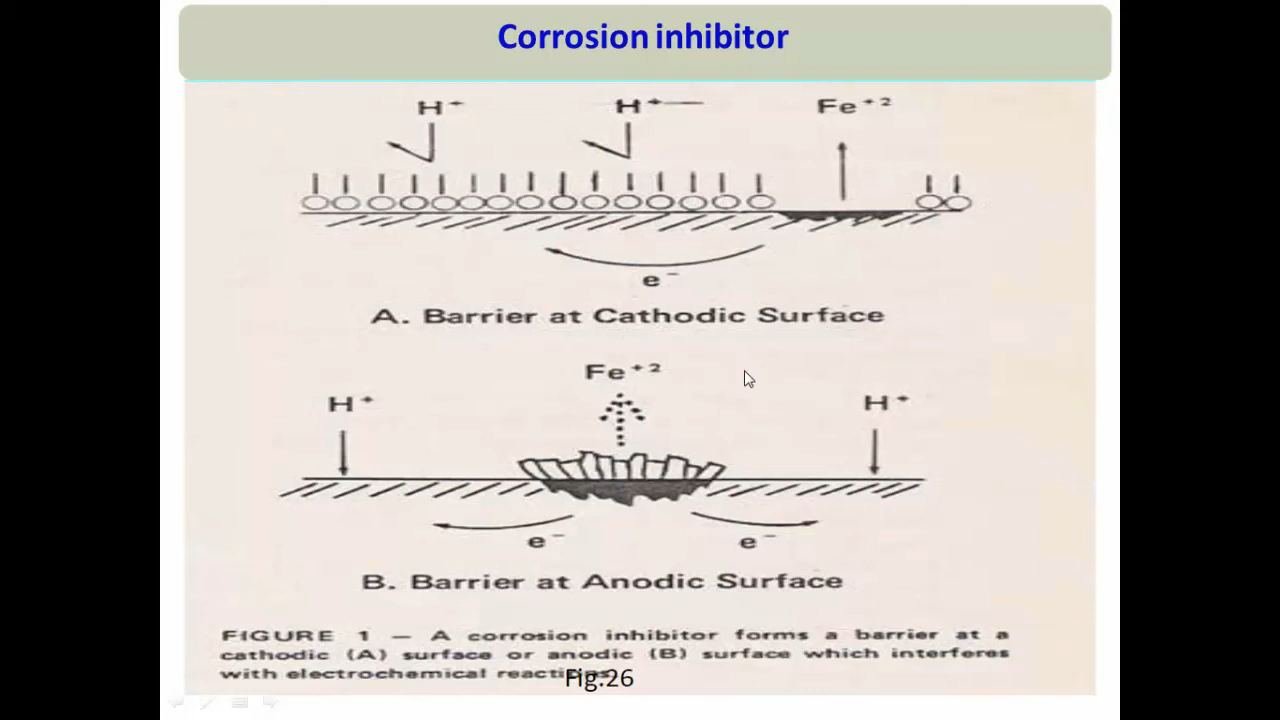 Corrosion inhibitor
H⁺ H⁺ Fe⁺²
e⁻
A. Barrier at Cathodic Surface
Fe⁺²
H⁺ H⁺
e⁻ e⁻
B. Barrier at Anodic Surface
FIGURE 1 — A corrosion inhibitor forms a barrier at a
cathodic (A) surface or anodic (B) surface which interferes
with electrochemical
Fig.26